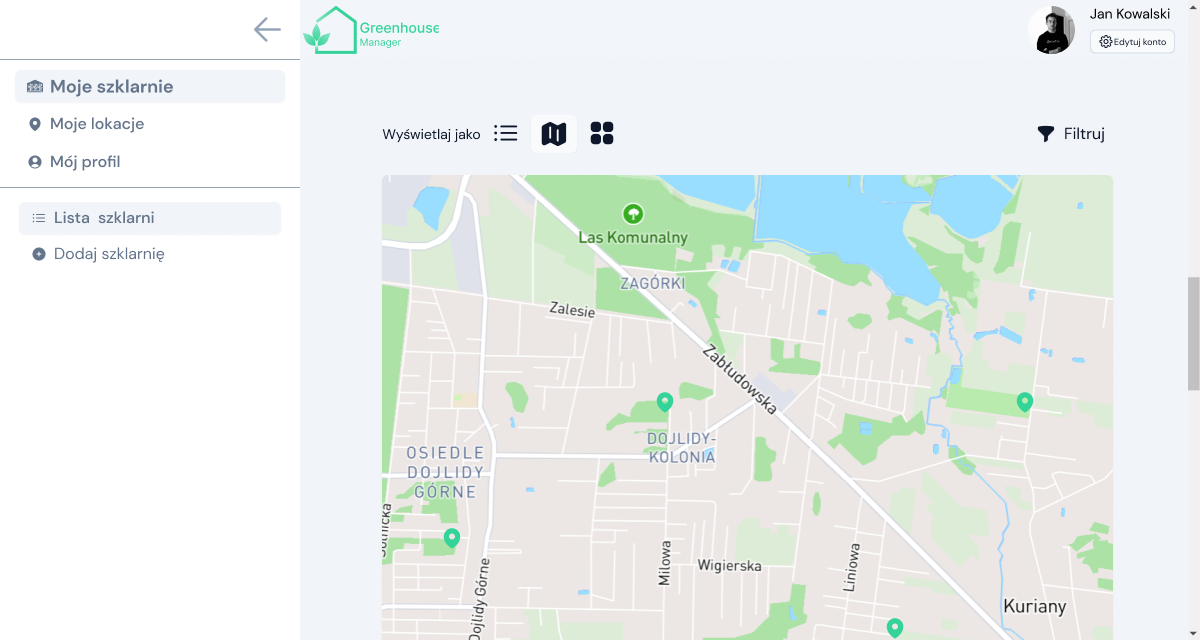 Greenhouse
Manager
Jan Kowalski
Edytuj konto
Moje szklarnie
Moje lokacje
Mój profil
Lista szklarni
Dodaj szklarnię
Wyświetlaj jako
Filtruj
Las Komunalny
ZAGÓRKI
Zalesie
Zabłudowska
DOJLIDY-
KOLONIA
OSIEDLE
DOJLIDY
GÓRNE
Dojlidy Górne
Milowa
Wigierska
Liniowa
Kuriany